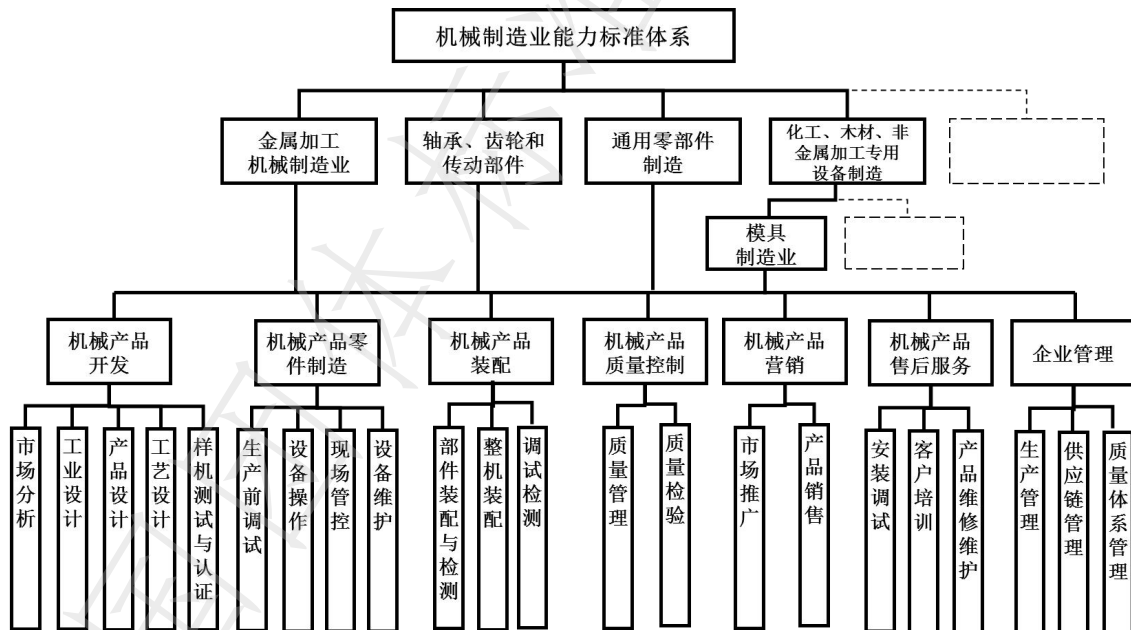 机械制造业能力标准体系
金属加工
机械制造业
轴承、齿轮和
传动部件
通用零部件
制造
化工、木材、非
金属加工专用
设备制造
模具
制造业
机械产品
开发
机械产品零
件制造
机械产品
装配
机械产品
质量控制
机械产品
营销
机械产品
售后服务
企业管理
市场分析
工业设计
产品设计
工艺设计
样机测试与认证
生产前调试
设备操作
现场管控
设备维护
部件装配与检测
整机装配
调试检测
质量管理
质量检验
市场推广
产品销售
安装调试
客户培训
产品维修维护
生产管理
供应链管理
质量体系管理